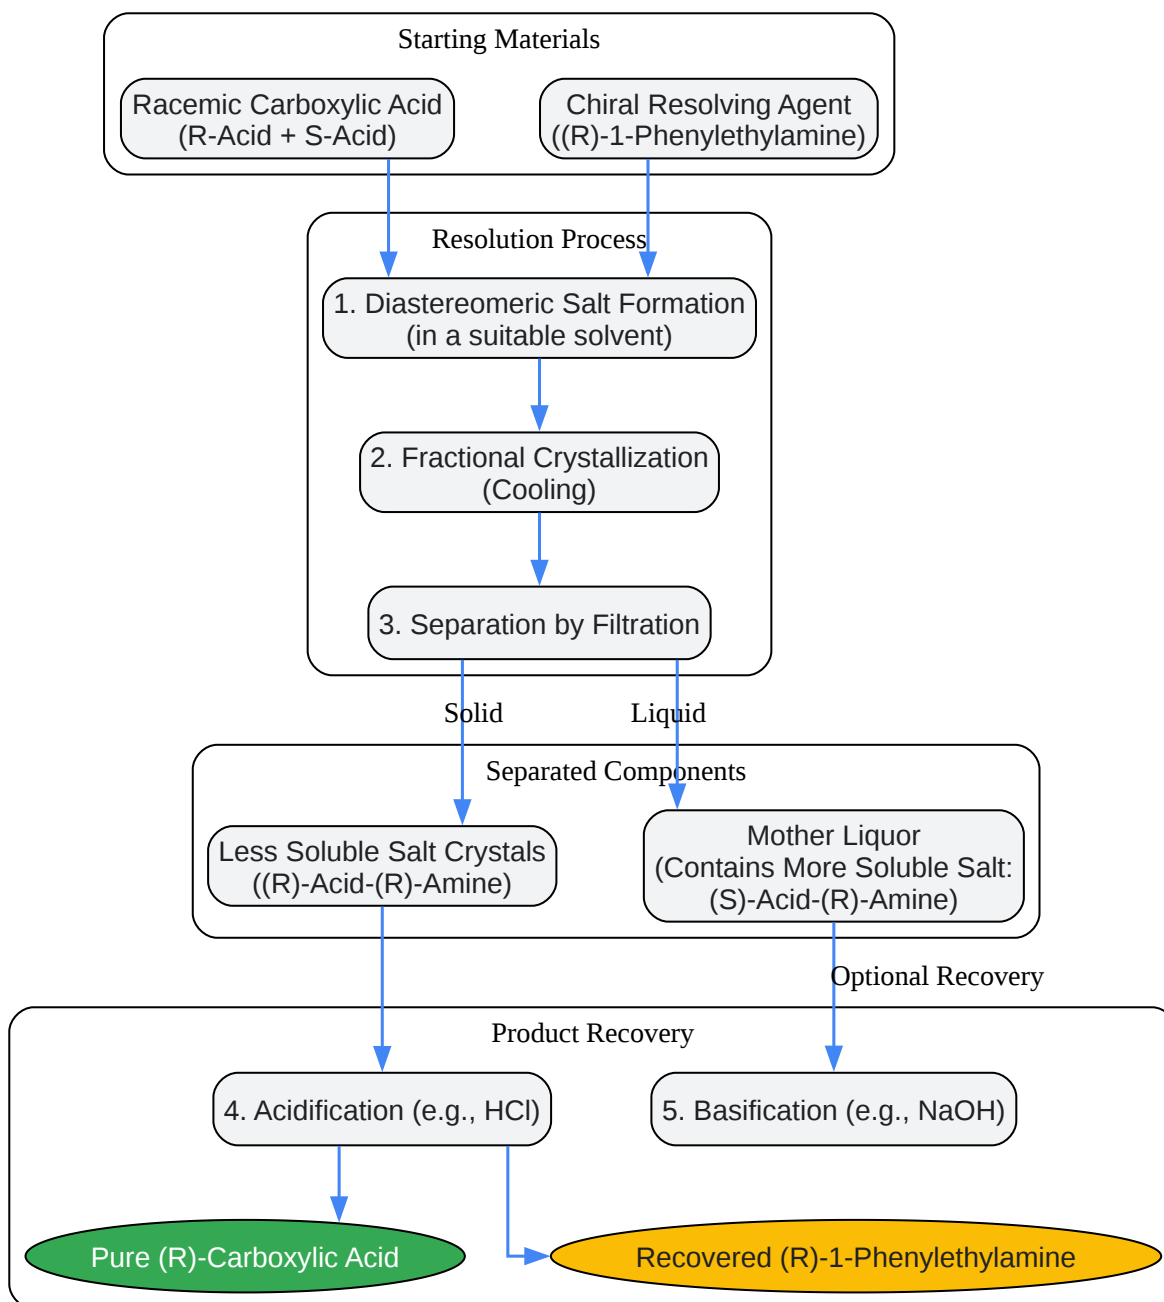 Starting Materials
Racemic Carboxylic Acid
(R-Acid + S-Acid)
Chiral Resolving Agent
((R)-1-Phenylethylamine)
Resolution Process
1. Diastereomeric Salt Formation
(in a suitable solvent)
2. Fractional Crystallization
(Cooling)
3. Separation by Filtration
Solid
Liquid
Separated Components
Less Soluble Salt Crystals
((R)-Acid-(R)-Amine)
Mother Liquor
(Contains More Soluble Salt:
(S)-Acid-(R)-Amine)
Optional Recovery
Product Recovery
4. Acidification (e.g., HCl)
5. Basification (e.g., NaOH)
Pure (R)-Carboxylic Acid
Recovered (R)-1-Phenylethylamine